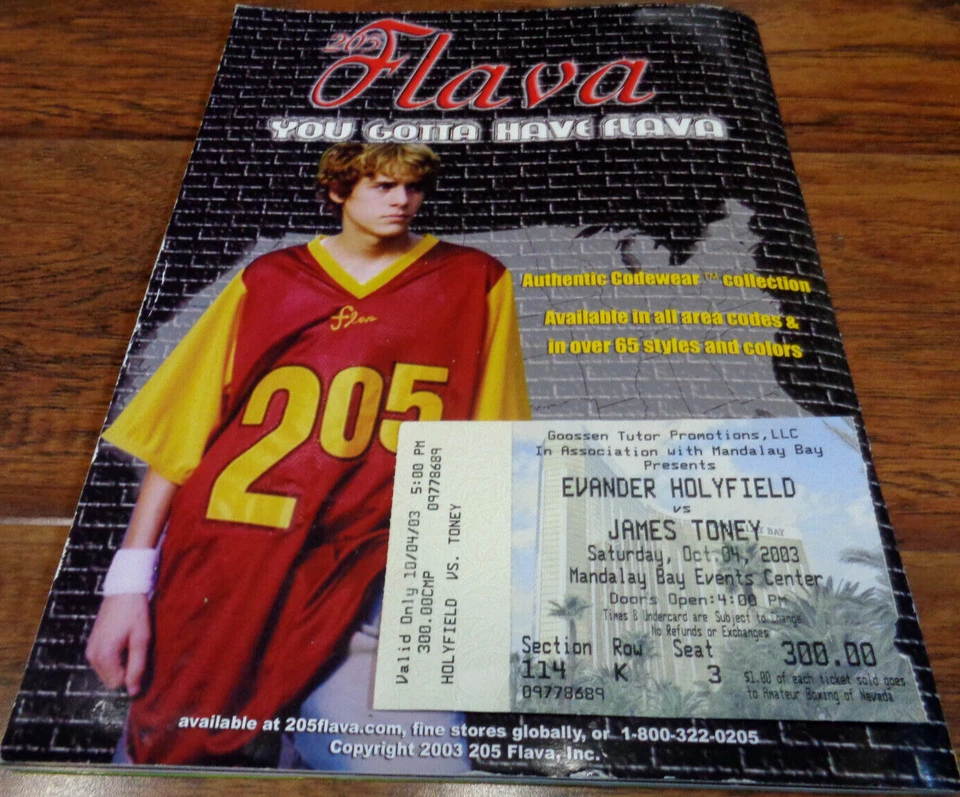 205
Flava
YOU GOTTA HAVE FLAVA
Authentic Codewear ™ collection
Available in all area codes &
in over 65 styles and colors
flava
205
Valid Only 10/04/03 5:00 PM
300.00CMP 09778689
HOLYFIELD VS. TONEY
Goossen Tutor Promotions, LLC
In Association with Mandalay Bay
Presents
EVANDER HOLYFIELD
vs
JAMES TONEY
BAY
Saturday, Oct.04, 2003
Mandalay Bay Events Center
Doors Open:4:00 PM
Times & Undercard are Subject to Change
No Refunds or Exchanges
Section Row Seat 300.00
114 K 3 $1.00 of each ticket sold goes
09778689 to Amateur Boxing of Nevada
available at 205flava.com, fine stores globally, or 1-800-322-0205
Copyright 2003 205 Flava, Inc.